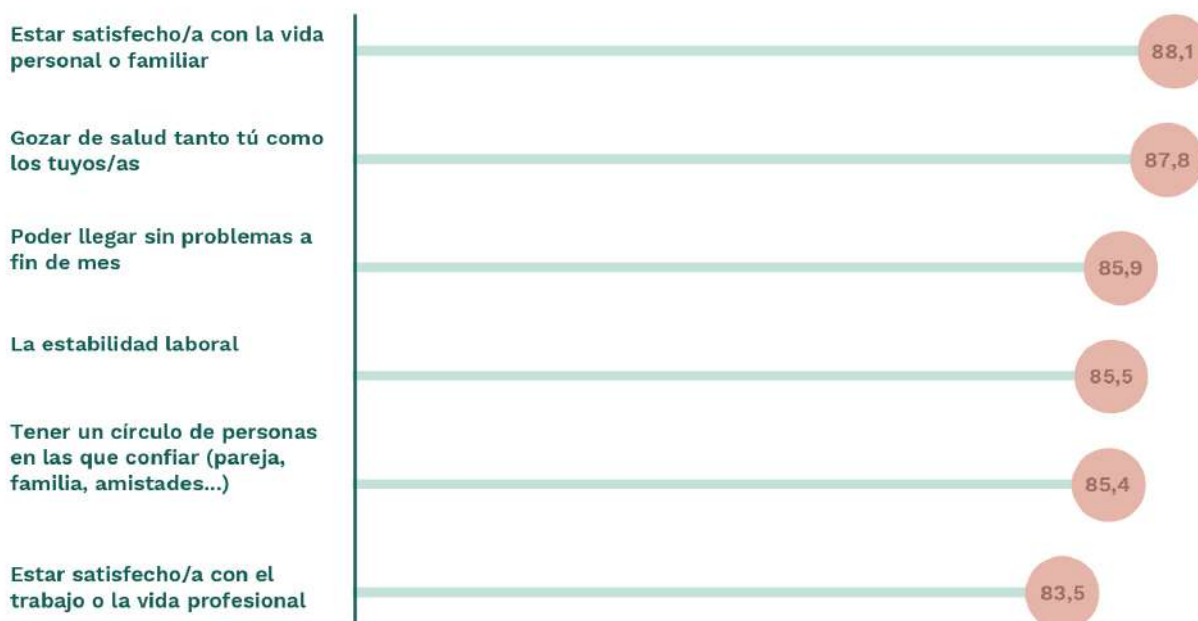 Estar satisfecho/a con la vida
personal o familiar
88,1
Gozar de salud tanto tú como
los tuyos/as
87,8
Poder llegar sin problemas a
fin de mes
85,9
La estabilidad laboral
85,5
Tener un círculo de personas
en las que confiar (pareja,
familia, amistades...)
85,4
Estar satisfecho/a con el
trabajo o la vida profesional
83,5